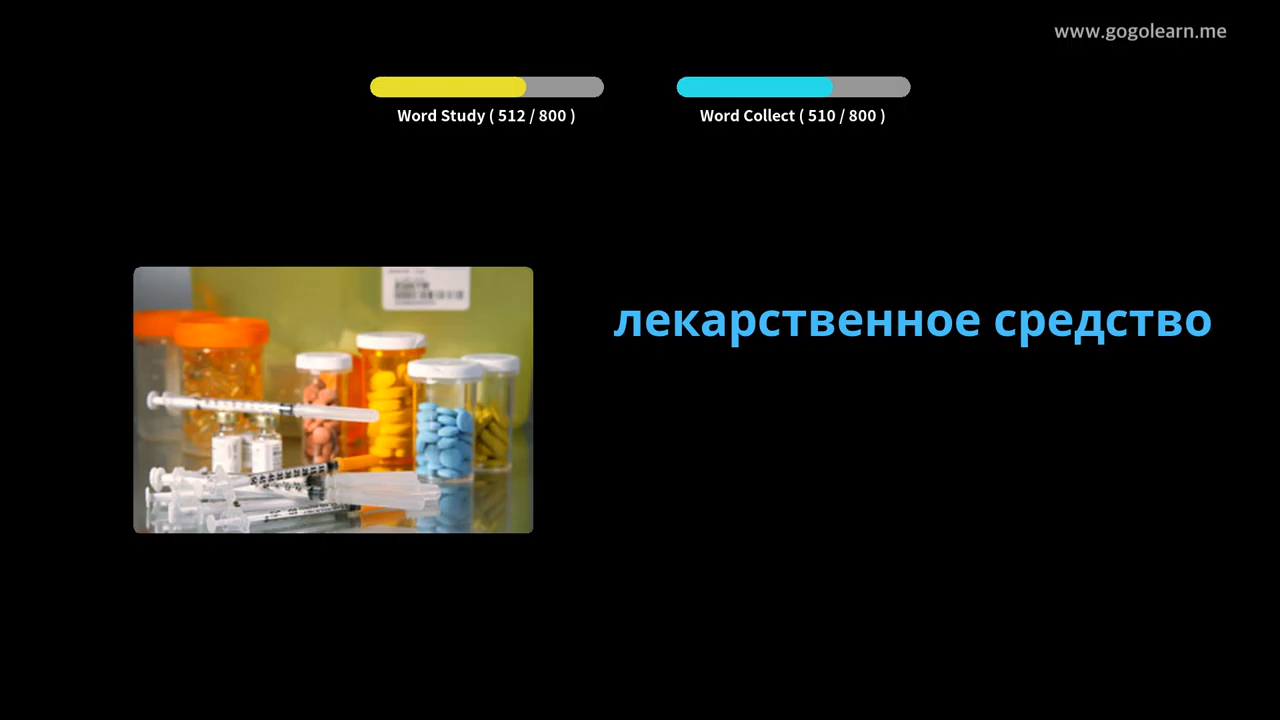 www.gogolearn.me
Word Study ( 512 / 800 )
Word Collect ( 510 / 800 )
лекарственное средство